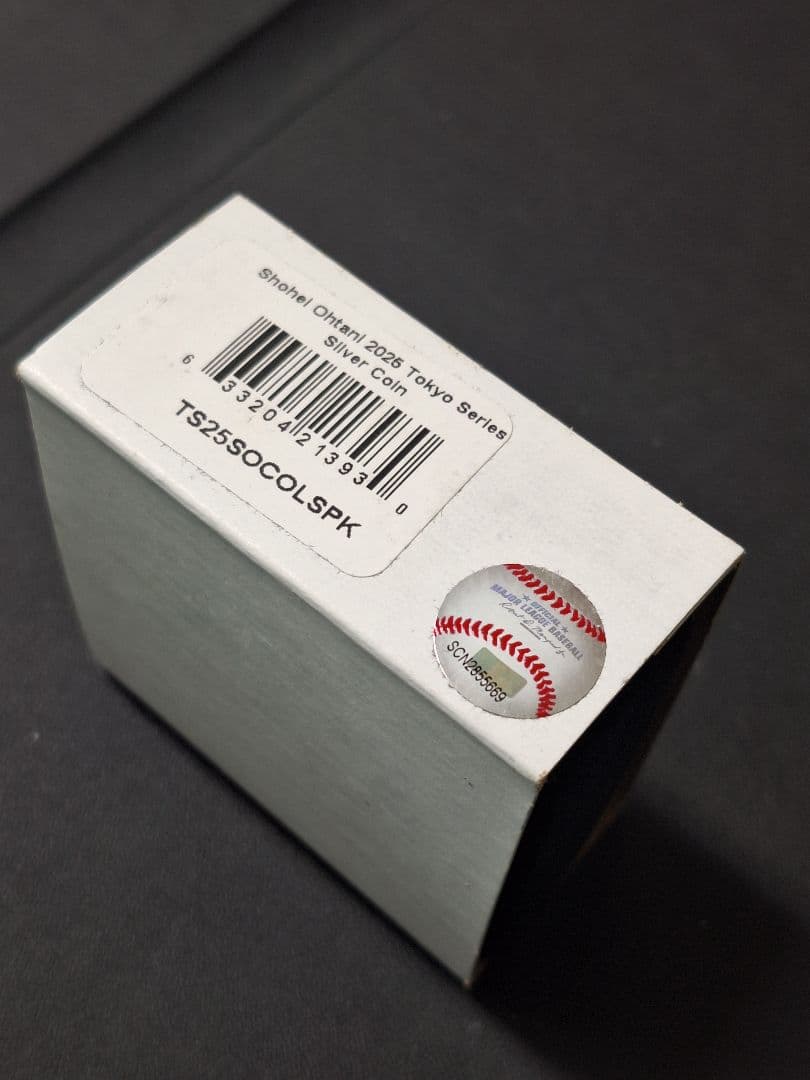 Shohei Ohtani 2025 Tokyo Series
Silver Coin
6 33204 21393 0
TS25SOCOLSPK
★ OFFICIAL ★
MAJOR LEAGUE BASEBALL
SCN2855669